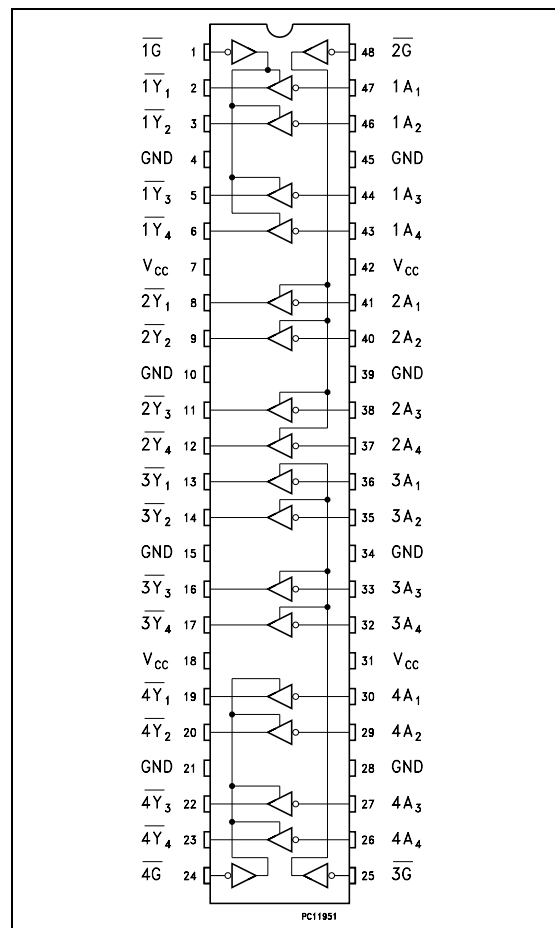 1G 1 48 2G
1Y1 2 47 1A1
1Y2 3 46 1A2
GND 4 45 GND
1Y3 5 44 1A3
1Y4 6 43 1A4
VCC 7 42 VCC
2Y1 8 41 2A1
2Y2 9 40 2A2
GND 10 39 GND
2Y3 11 38 2A3
2Y4 12 37 2A4
3Y1 13 36 3A1
3Y2 14 35 3A2
GND 15 34 GND
3Y3 16 33 3A3
3Y4 17 32 3A4
VCC 18 31 VCC
4Y1 19 30 4A1
4Y2 20 29 4A2
GND 21 28 GND
4Y3 22 27 4A3
4Y4 23 26 4A4
4G 24 25 3G
PC11951